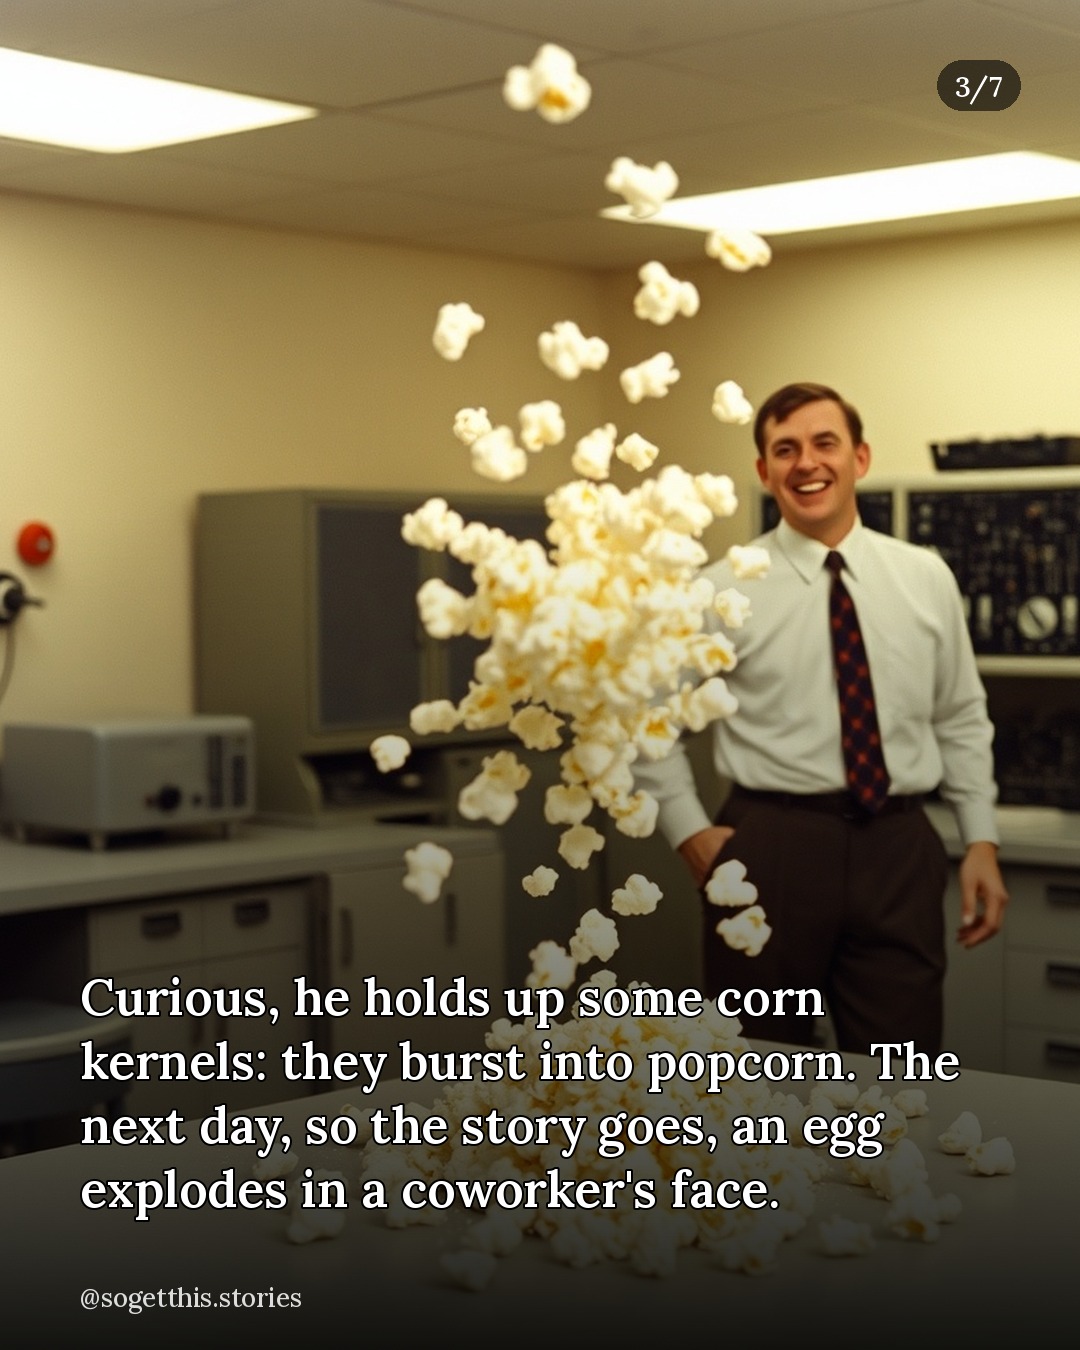 3/7
Curious, he holds up some corn
kernels: they burst into popcorn. The
next day, so the story goes, an egg
explodes in a coworker's face.
@sogetthis.stories